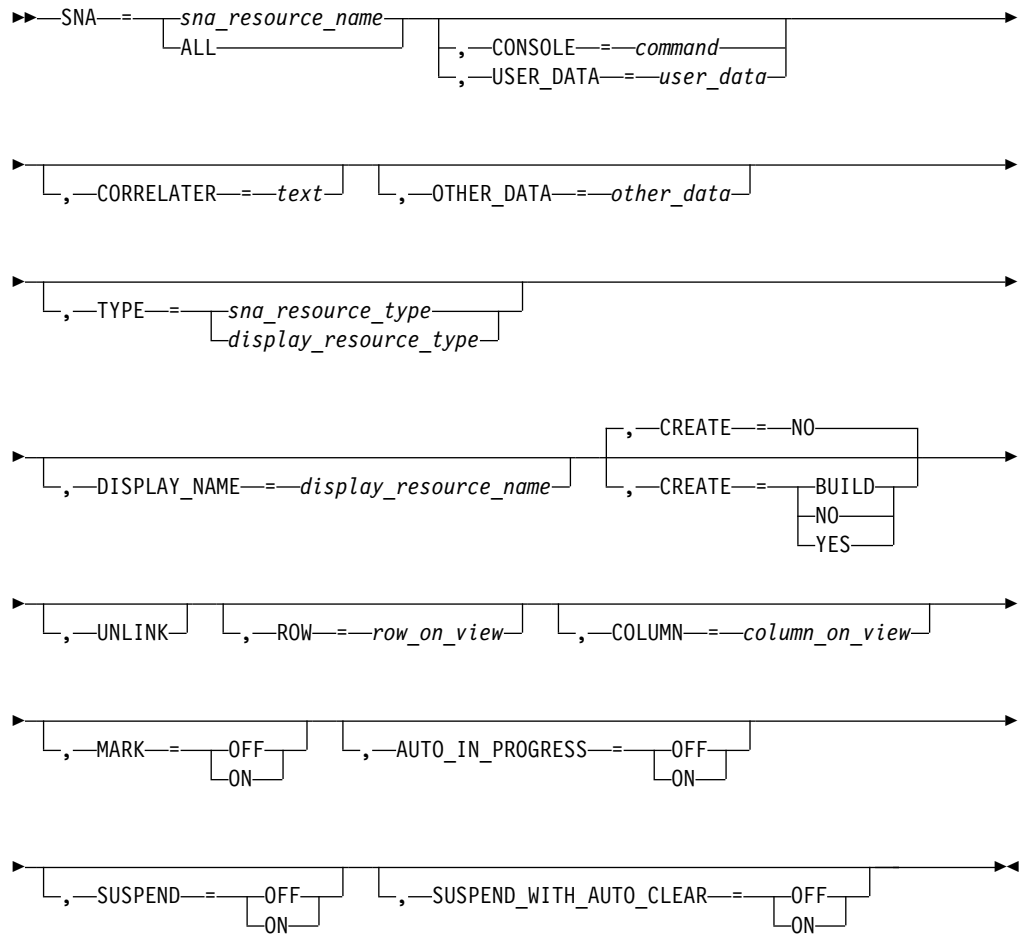 SNA = sna_resource_name
ALL
, CONSOLE = command
, USER_DATA = user_data
, CORRELATER = text , OTHER_DATA = other_data
, TYPE = sna_resource_type
display_resource_type
, CREATE = NO
, DISPLAY_NAME = display_resource_name , CREATE = BUILD
NO
YES
, UNLINK , ROW = row_on_view , COLUMN = column_on_view
, MARK = OFF , AUTO_IN_PROGRESS = OFF
ON ON
, SUSPEND = OFF , SUSPEND_WITH_AUTO_CLEAR = OFF
ON ON